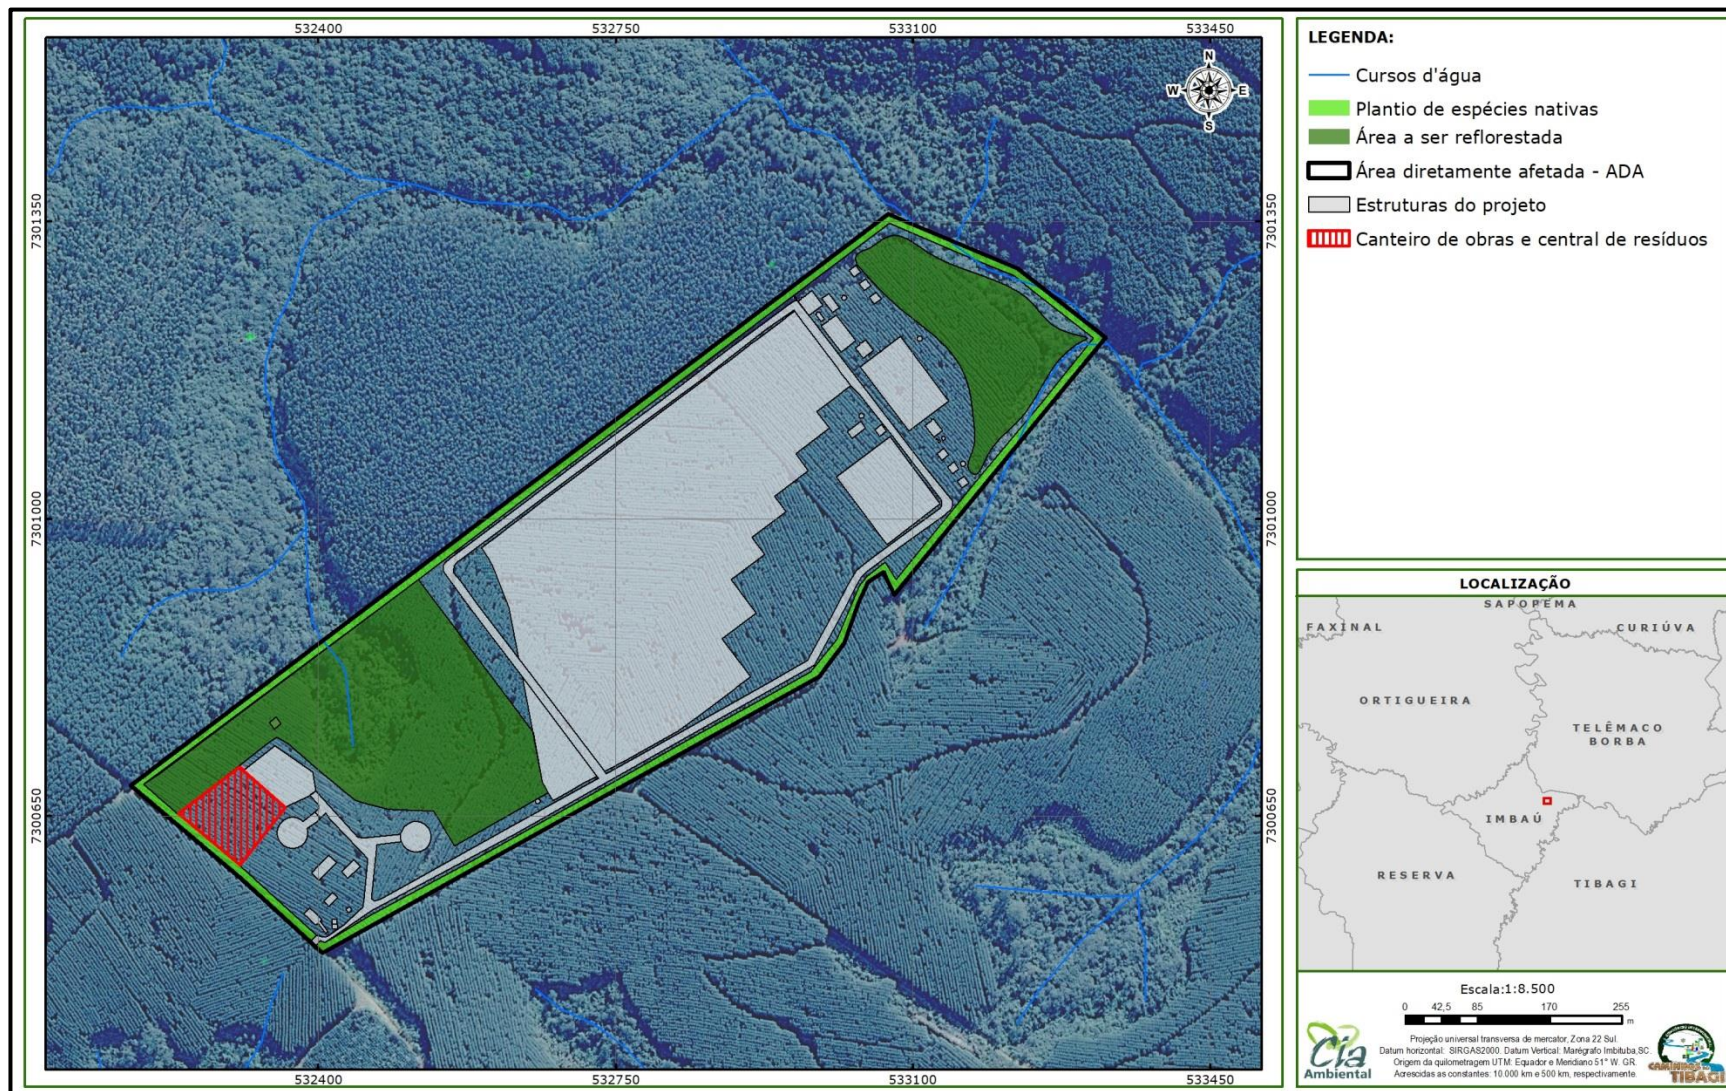 532400
532750
533100
533450
7301350
7301000
7300650
7301350
7301000
7300650
532400
532750
533100
533450
N
W
E
S
LEGENDA:
Cursos d'água
Plantio de espécies nativas
Área a ser reflorestada
Área diretamente afetada - ADA
Estruturas do projeto
Canteiro de obras e central de resíduos
LOCALIZAÇÃO
SAPOPEMA
FAXINAL
CURIÚVA
ORTIGUEIRA
TELÊMACO
BORBA
IMBAÚ
RESERVA
TIBAGI
Escala:1:8.500
0 42,5 85 170 255
m
Projeção universal transversa de mercator, Zona 22 Sul.
Datum horizontal: SIRGAS2000. Datum Vertical: Marégrafo Imbituba,SC.
Origem da quilometragem UTM: Equador e Meridiano 51° W. GR.
Acrescidas as constantes: 10.000 km e 500 km, respectivamente.
Cia
Ambiental
CAMINHOS DO
TIBAGI